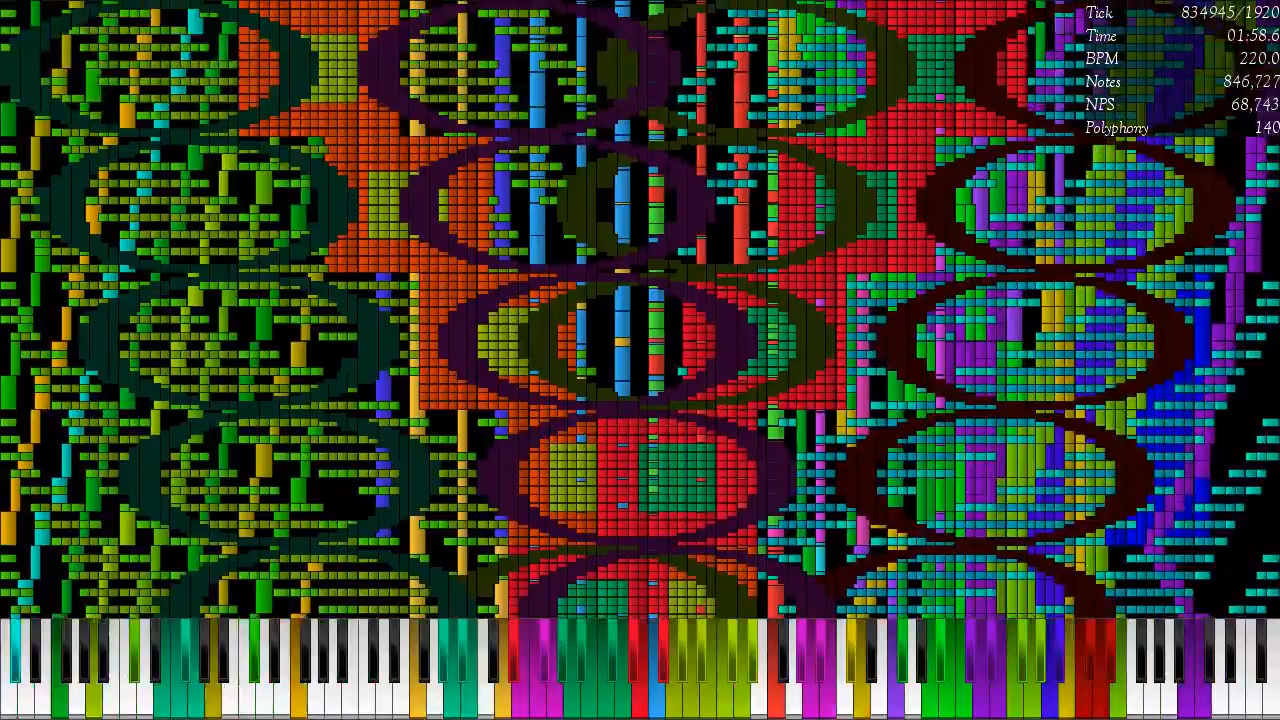 Tick 834945/1920
Time 01:58.6
BPM 220.0
Notes 846,727
NPS 68,743
Polyphony 140